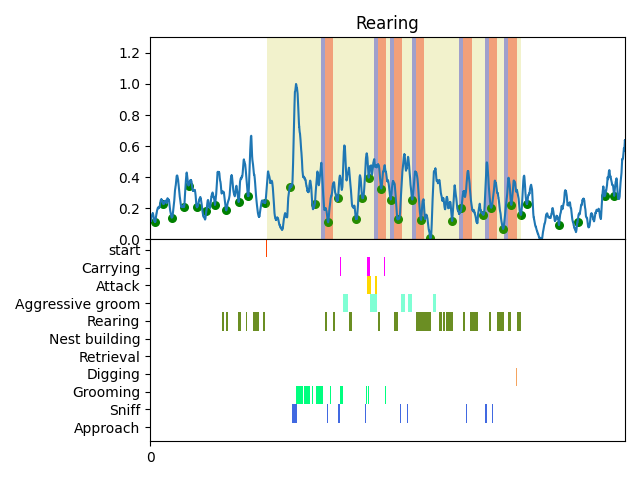 Rearing
1.2
1.0
0.8
0.6
0.4
0.2
0.0
start
Carrying
Attack
Aggressive groom
Rearing
Nest building
Retrieval
Digging
Grooming
Sniff
Approach
0